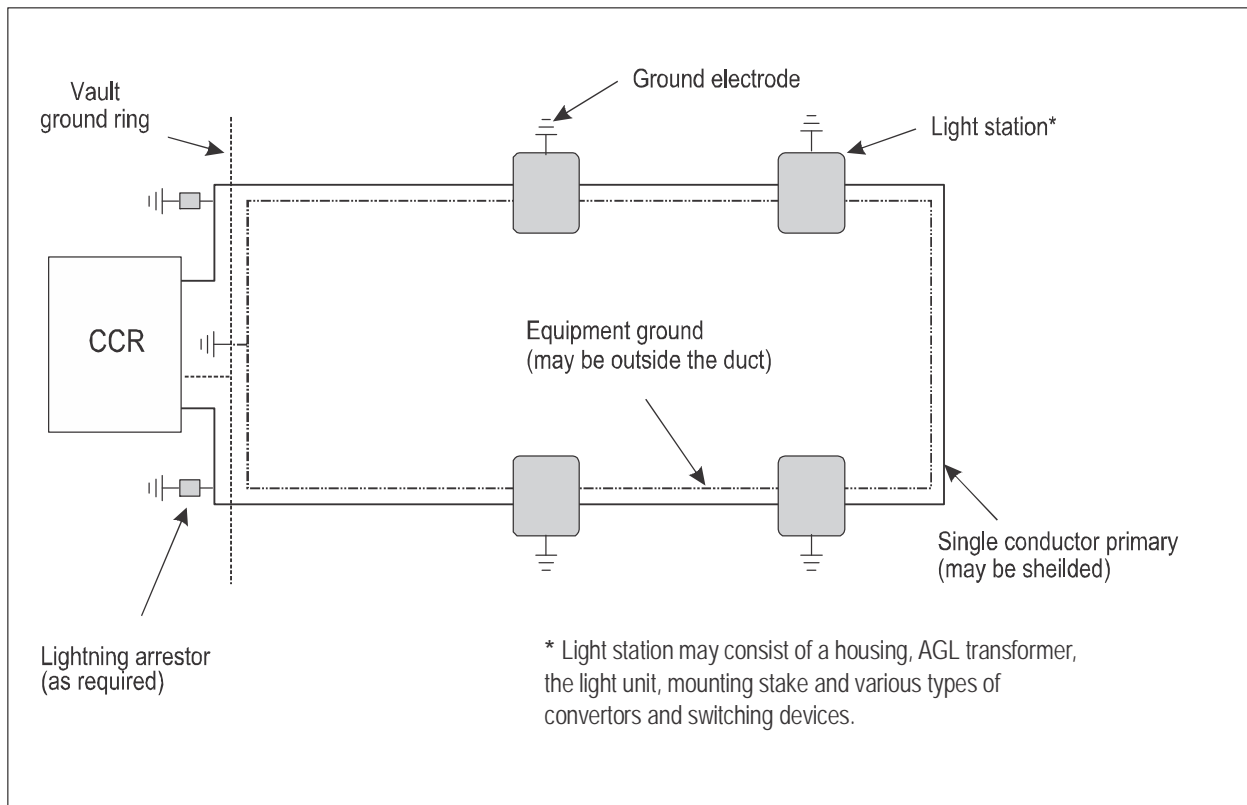 Ground electrode
Vault
ground ring
Light station*
CCR
Equipment ground
(may be outside the duct)
Single conductor primary
(may be sheilded)
Lightning arrestor
(as required)
* Light station may consist of a housing, AGL transformer,
the light unit, mounting stake and various types of
convertors and switching devices.